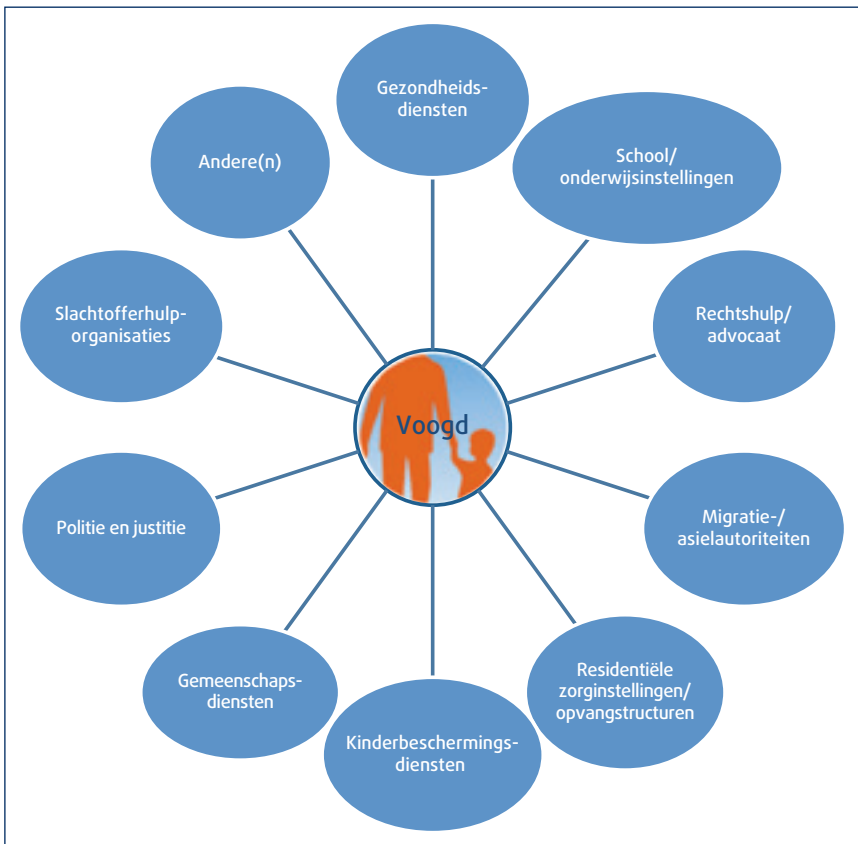 Gezondheids-
diensten
School/
onderwijsinstellingen
Rechtshulp/
advocaat
Migratie-/
asielautoriteiten
Residentiële
zorginstellingen/
opvangstructuren
Kinderbeschermings-
diensten
Gemeenschaps-
diensten
Politie en justitie
Slachtofferhulp-
organisaties
Andere(n)
Voogd